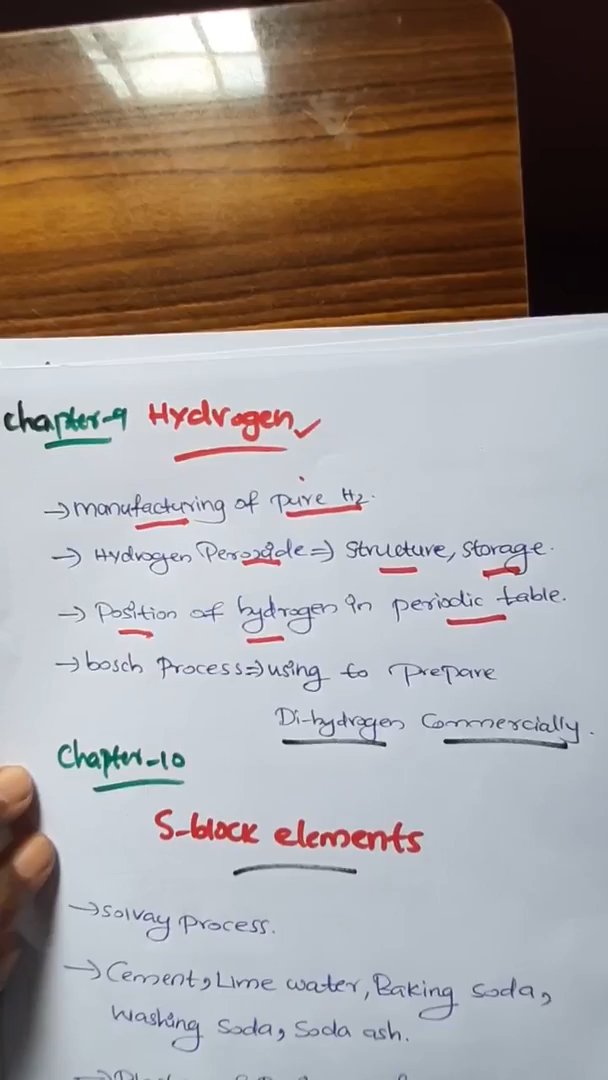 Chapter-9 Hydrogen
→ manufacturing of pure H2.
→ Hydrogen Peroxide ⇒ Structure, storage.
→ Position of hydrogen in periodic table.
→ bosch process ⇒ using to prepare
Di-hydrogen Commercially.
Chapter-10
S-block elements
→ Solvay process.
→ Cement, Lime water, Baking soda,
Washing soda, Soda ash.